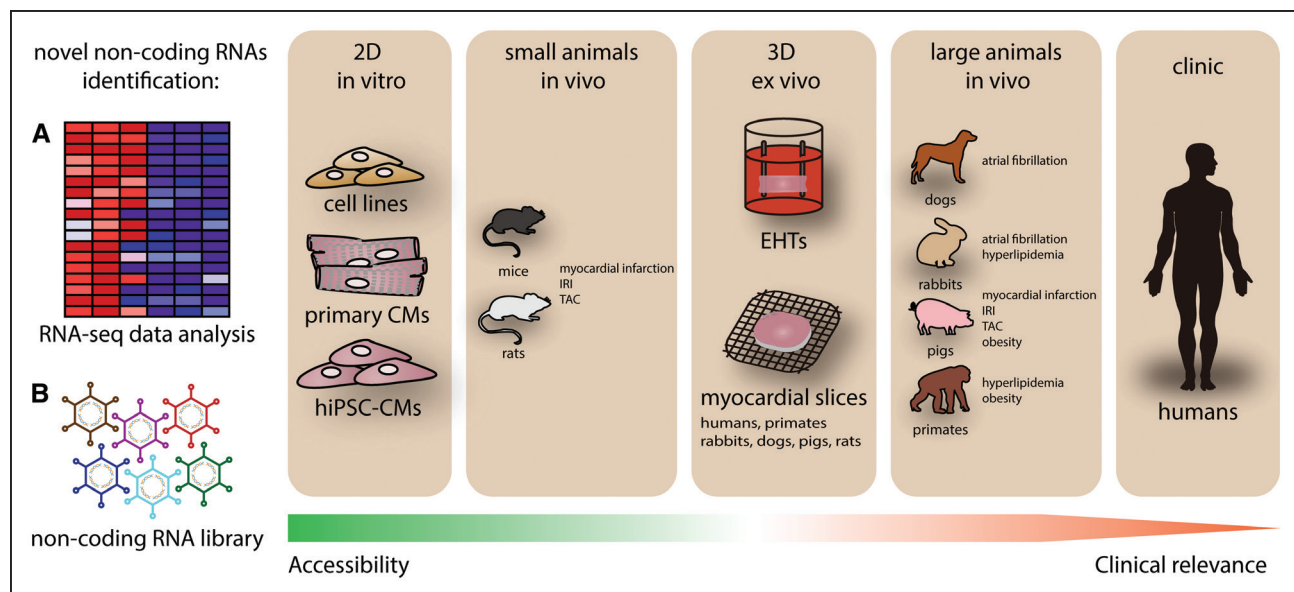 novel non-coding RNAs
identification:
A
RNA-seq data analysis
B
non-coding RNA library
2D
in vitro
cell lines
primary CMs
hiPSC-CMs
small animals
in vivo
mice
myocardial infarction
IRI
TAC
rats
3D
ex vivo
EHTs
myocardial slices
humans, primates
rabbits, dogs, pigs, rats
large animals
in vivo
atrial fibrillation
dogs
atrial fibrillation
hyperlipidemia
rabbits
myocardial infarction
IRI
TAC
obesity
pigs
hyperlipidemia
obesity
primates
clinic
humans
Accessibility
Clinical relevance